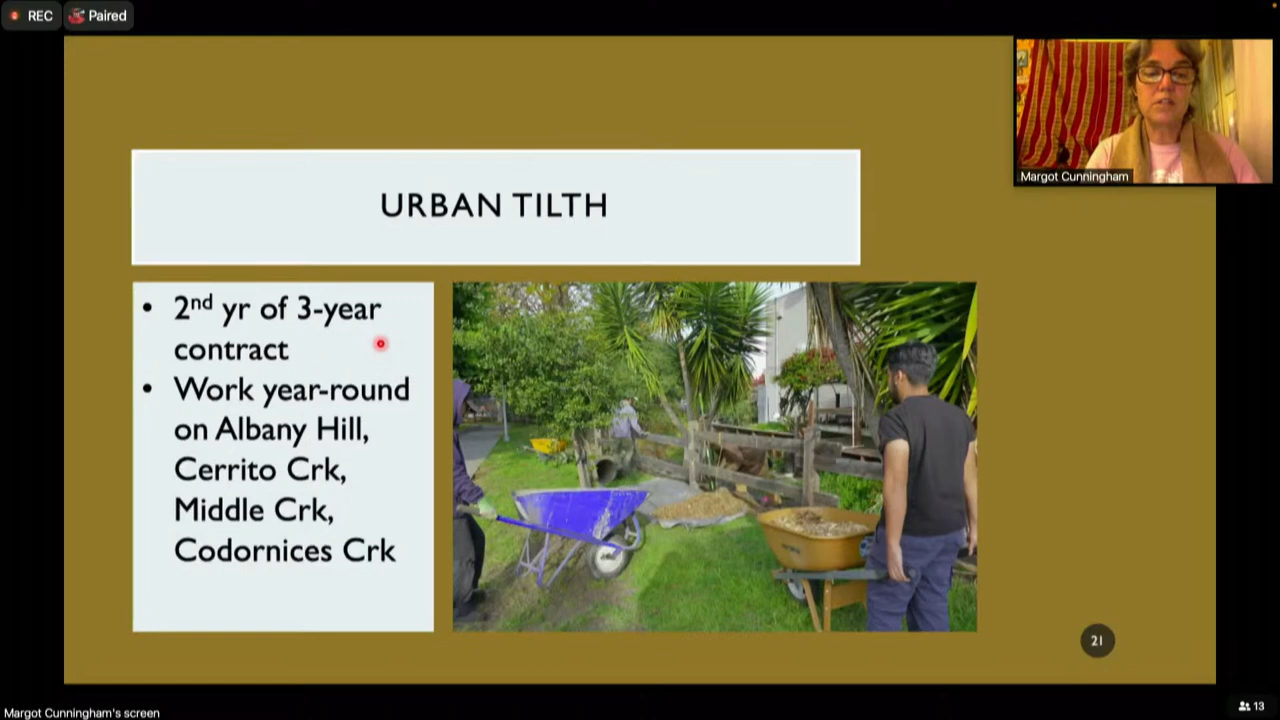 REC
Paired
Margot Cunningham
URBAN TILTH
• 2nd yr of 3-year
contract
• Work year-round
on Albany Hill,
Cerrito Crk,
Middle Crk,
Codornices Crk
21
Margot Cunningham's screen
13